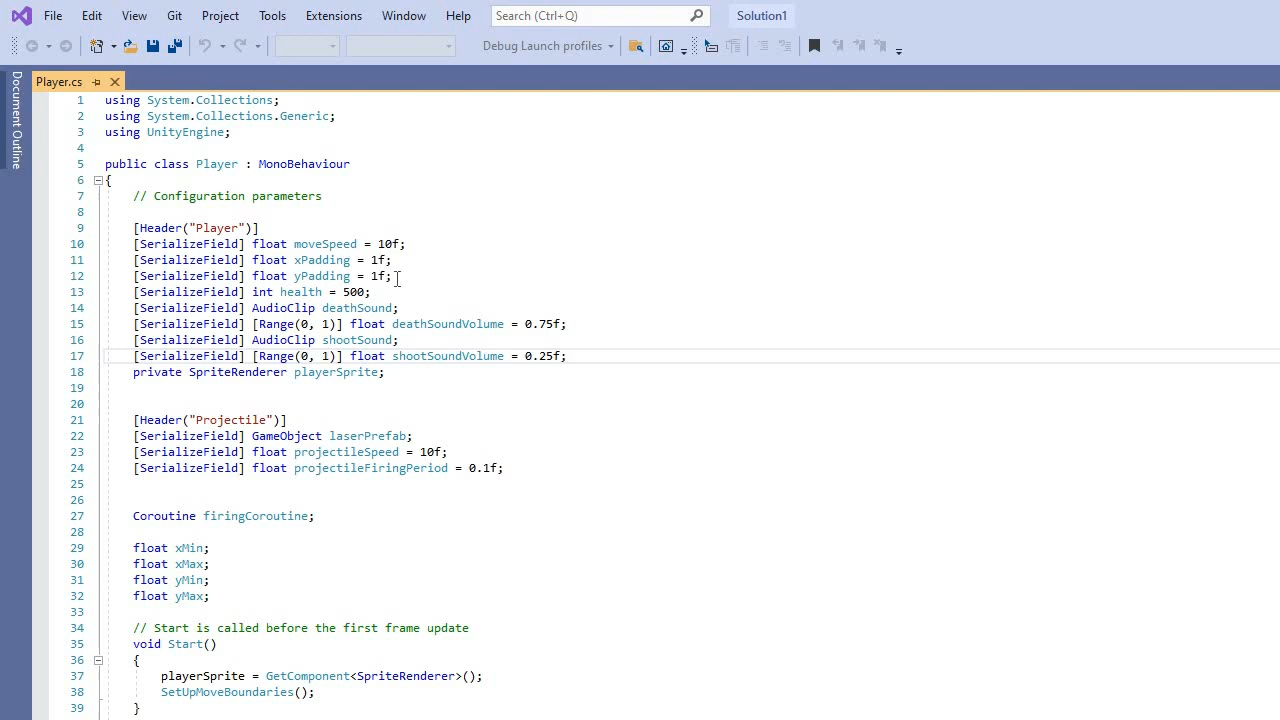 File Edit View Git Project Tools Extensions Window Help Search (Ctrl+Q) Solution1
Debug Launch profiles
Document Outline
Player.cs
1 using System.Collections;
2 using System.Collections.Generic;
3 using UnityEngine;
4
5 public class Player : MonoBehaviour
6 {
7 // Configuration parameters
8
9 [Header("Player")]
10 [SerializeField] float moveSpeed = 10f;
11 [SerializeField] float xPadding = 1f;
12 [SerializeField] float yPadding = 1f;
13 [SerializeField] int health = 500;
14 [SerializeField] AudioClip deathSound;
15 [SerializeField] [Range(0, 1)] float deathSoundVolume = 0.75f;
16 [SerializeField] AudioClip shootSound;
17 [SerializeField] [Range(0, 1)] float shootSoundVolume = 0.25f;
18 private SpriteRenderer playerSprite;
19
20
21 [Header("Projectile")]
22 [SerializeField] GameObject laserPrefab;
23 [SerializeField] float projectileSpeed = 10f;
24 [SerializeField] float projectileFiringPeriod = 0.1f;
25
26
27 Coroutine firingCoroutine;
28
29 float xMin;
30 float xMax;
31 float yMin;
32 float yMax;
33
34 // Start is called before the first frame update
35 void Start()
36 {
37 playerSprite = GetComponent<SpriteRenderer>();
38 SetUpMoveBoundaries();
39 }